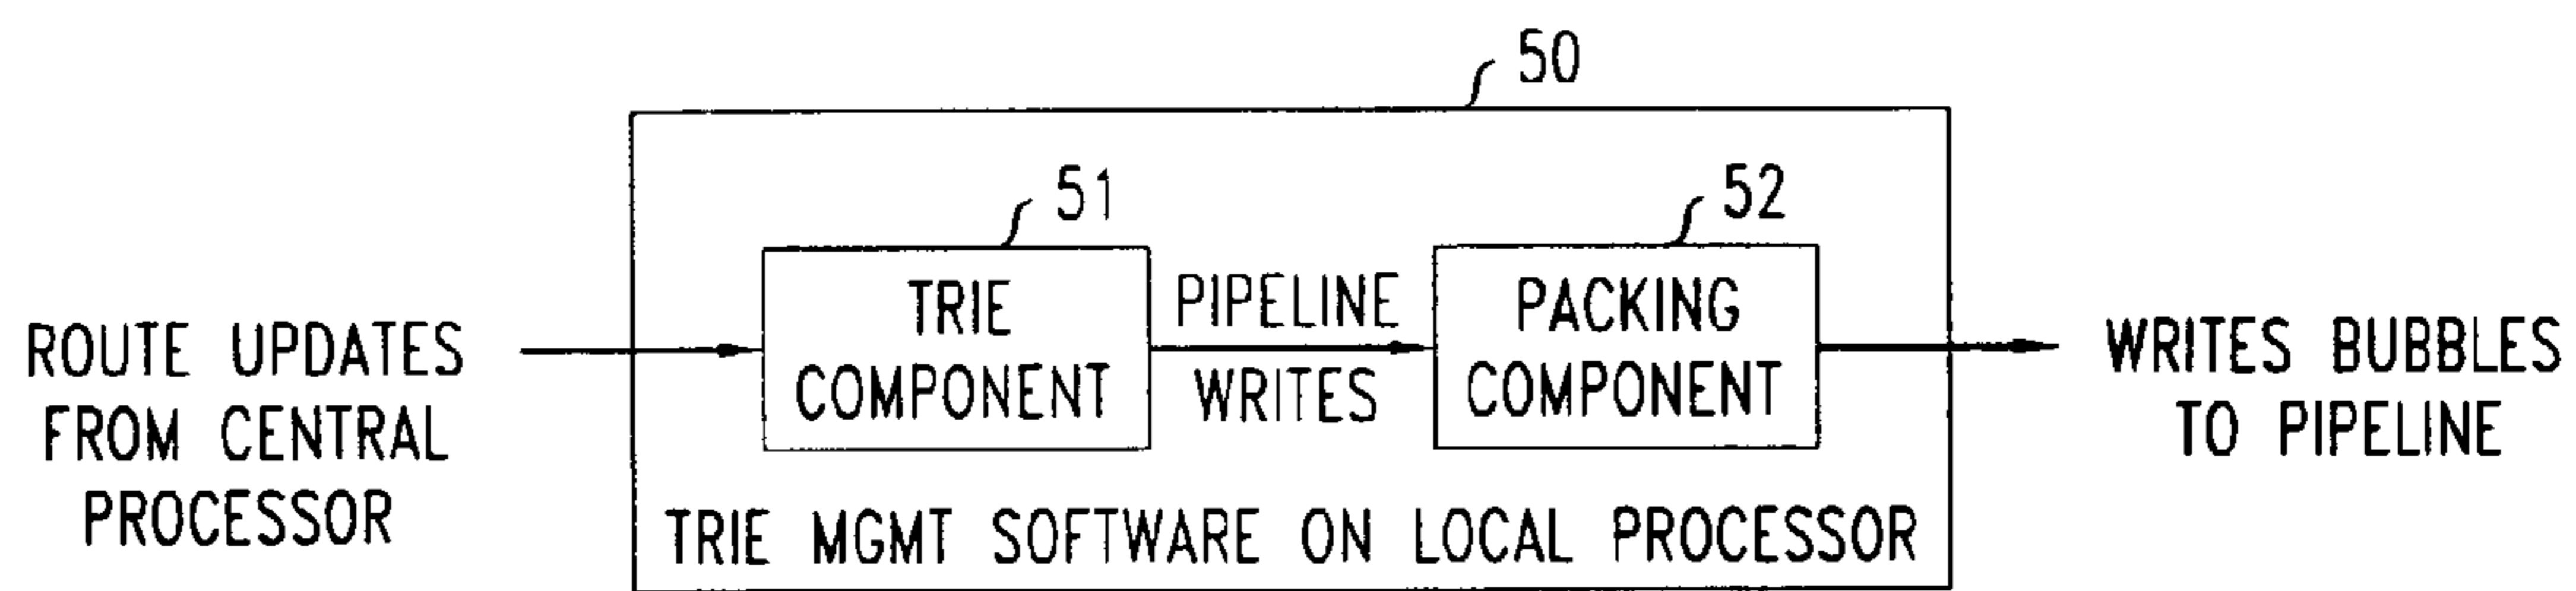 50
51
52
ROUTE UPDATES
FROM CENTRAL
PROCESSOR
TRIE
COMPONENT
PIPELINE
WRITES
PACKING
COMPONENT
WRITES BUBBLES
TO PIPELINE
TRIE MGMT SOFTWARE ON LOCAL PROCESSOR